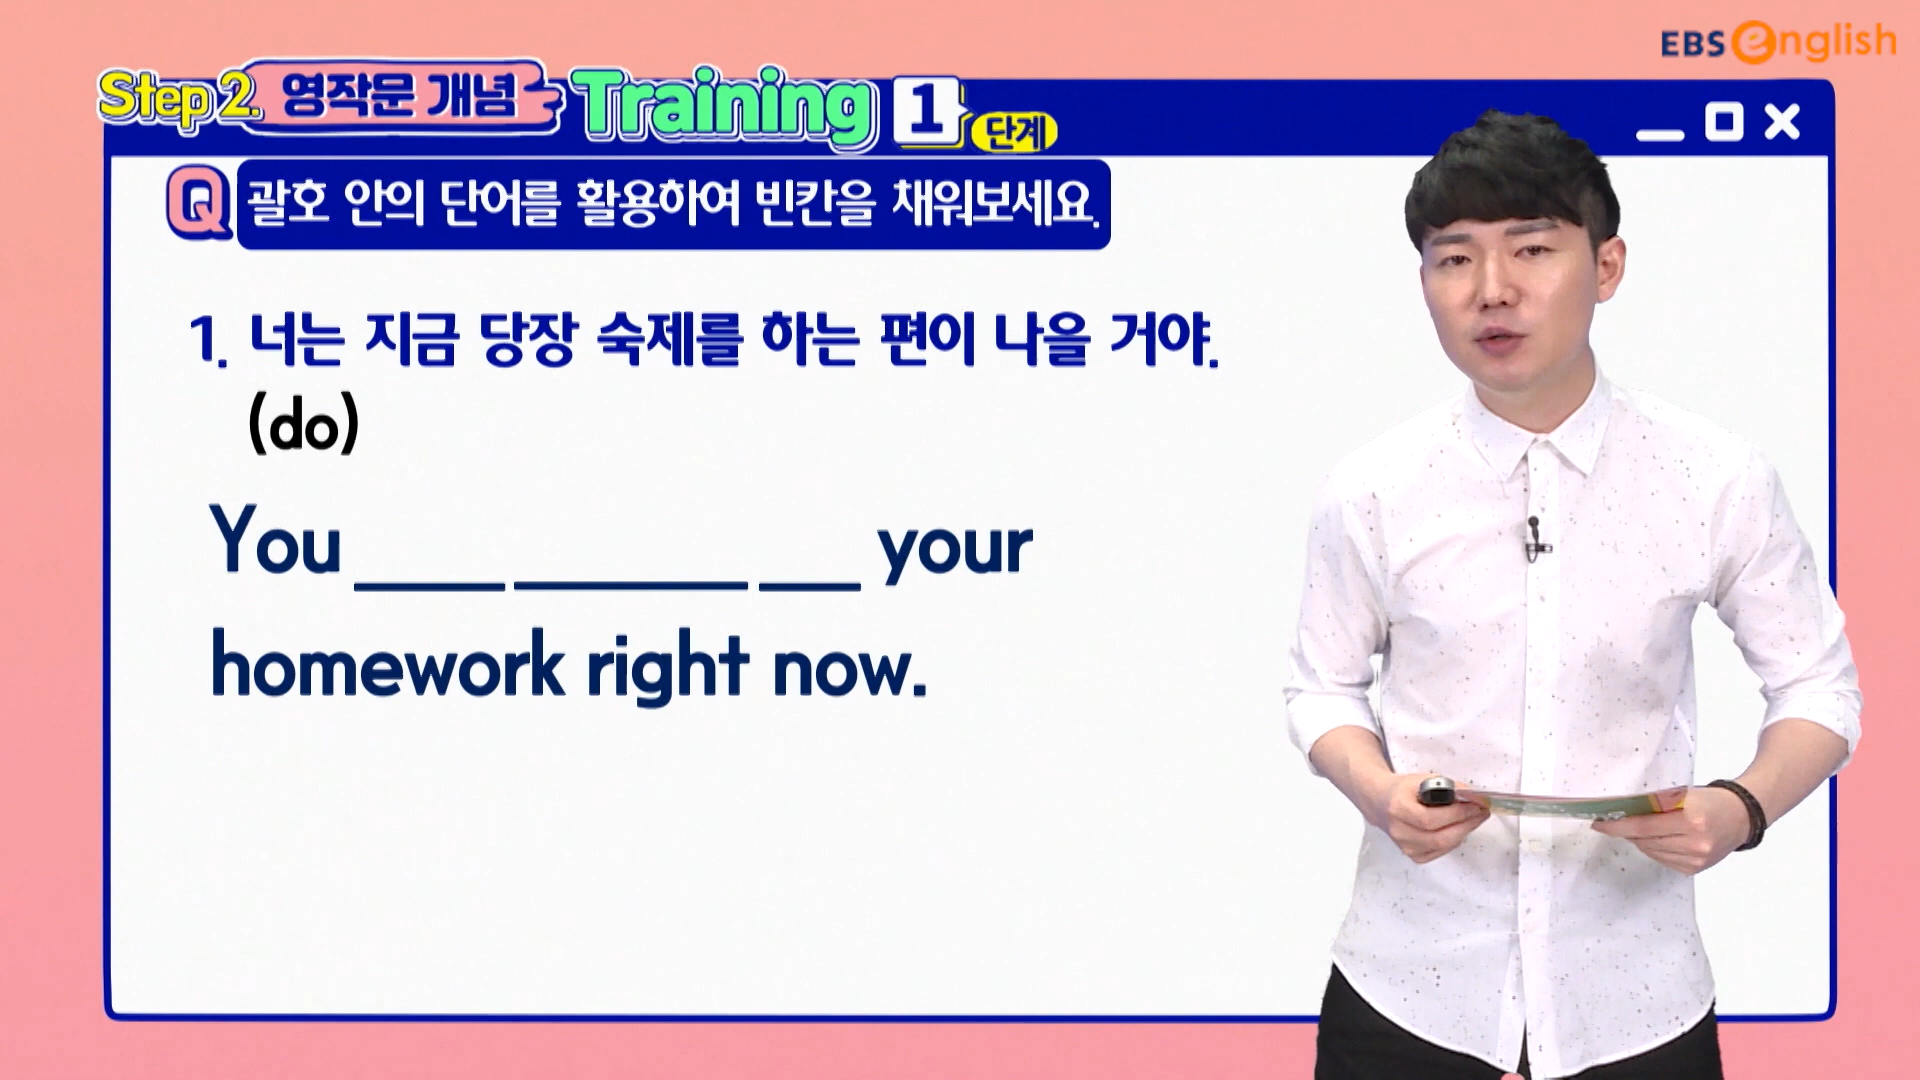 EBS English
Step 2. 영작문 개념 Training 1 단계
Q 괄호 안의 단어를 활용하여 빈칸을 채워보세요.
1. 너는 지금 당장 숙제를 하는 편이 나을 거야.
(do)
You ____ ______ ___ your
homework right now.